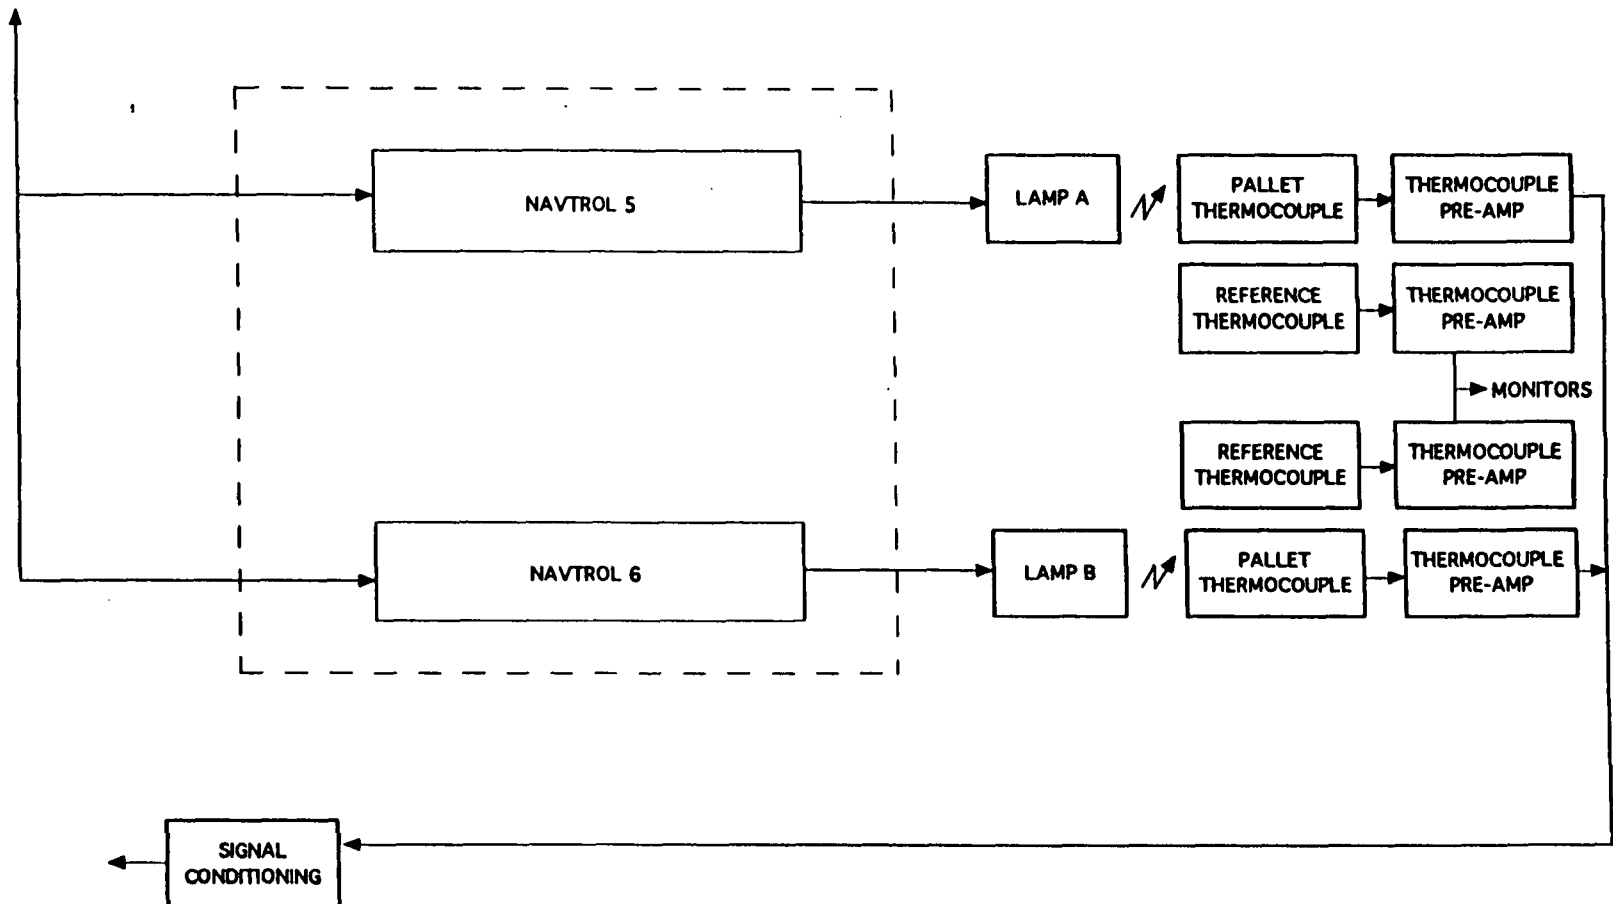 NAVTROL 5
LAMP A
PALLET
THERMOCOUPLE
THERMOCOUPLE
PRE-AMP
REFERENCE
THERMOCOUPLE
THERMOCOUPLE
PRE-AMP
MONITORS
REFERENCE
THERMOCOUPLE
THERMOCOUPLE
PRE-AMP
NAVTROL 6
LAMP B
PALLET
THERMOCOUPLE
THERMOCOUPLE
PRE-AMP
SIGNAL
CONDITIONING